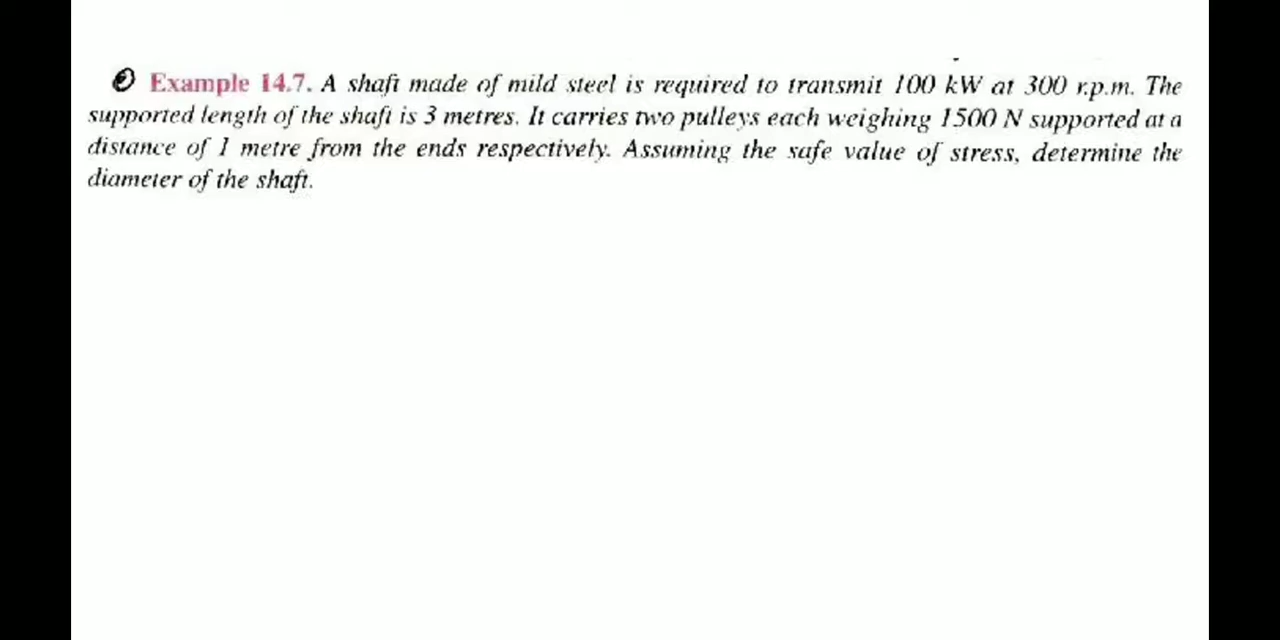 Example 14.7. A shaft made of mild steel is required to transmit 100 kW at 300 r.p.m. The
supported length of the shaft is 3 metres. It carries two pulleys each weighing 1500 N supported at a
distance of 1 metre from the ends respectively. Assuming the safe value of stress, determine the
diameter of the shaft.